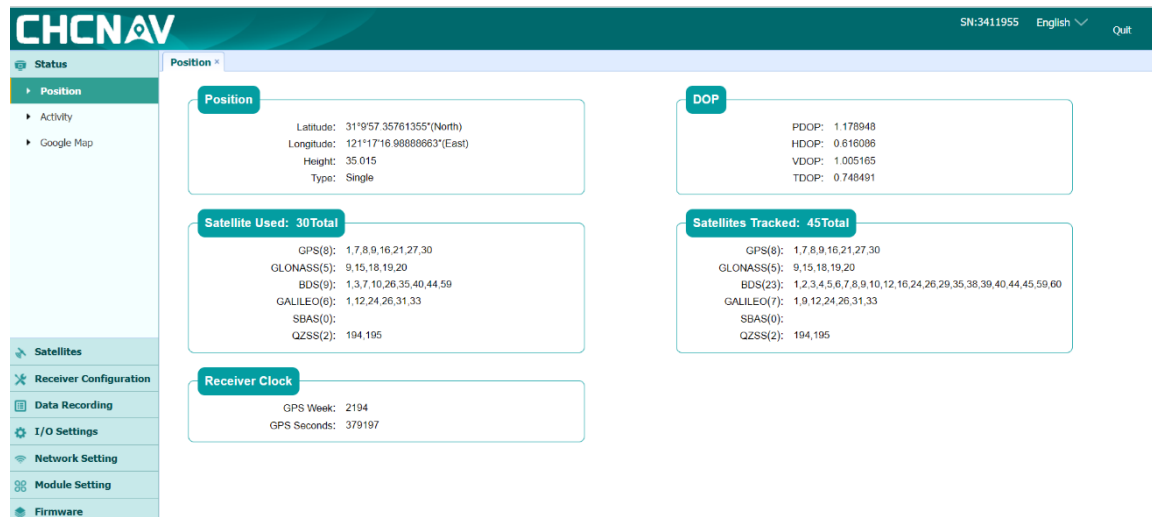 CHCNAV
SN:3411955 English Quit
Status
Position
Activity
Google Map
Satellites
Receiver Configuration
Data Recording
I/O Settings
Network Setting
Module Setting
Firmware
Position ×
Position
Latitude: 31°9'57.35761355"(North)
Longitude: 121°17'16.98888663"(East)
Height: 35.015
Type: Single
DOP
PDOP: 1.178948
HDOP: 0.616086
VDOP: 1.005165
TDOP: 0.748491
Satellite Used: 30Total
GPS(8): 1,7,8,9,16,21,27,30
GLONASS(5): 9,15,18,19,20
BDS(9): 1,3,7,10,26,35,40,44,59
GALILEO(6): 1,12,24,26,31,33
SBAS(0):
QZSS(2): 194,195
Satellites Tracked: 45Total
GPS(8): 1,7,8,9,16,21,27,30
GLONASS(5): 9,15,18,19,20
BDS(23): 1,2,3,4,5,6,7,8,9,10,12,16,24,26,29,35,38,39,40,44,45,59,60
GALILEO(7): 1,9,12,24,26,31,33
SBAS(0):
QZSS(2): 194,195
Receiver Clock
GPS Week: 2194
GPS Seconds: 379197